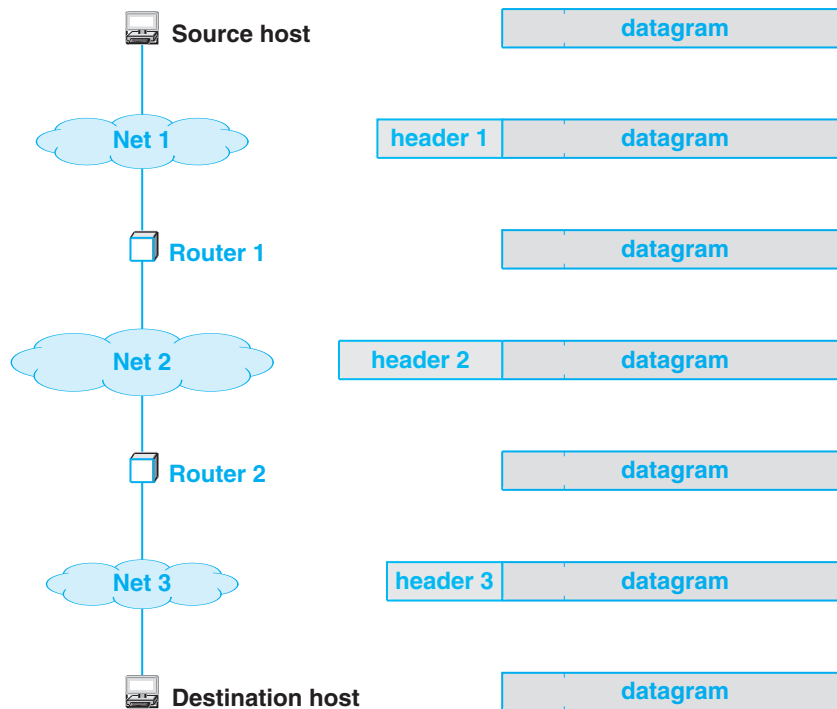 Source host datagram
Net 1 header 1 datagram
Router 1 datagram
Net 2 header 2 datagram
Router 2 datagram
Net 3 header 3 datagram
Destination host datagram